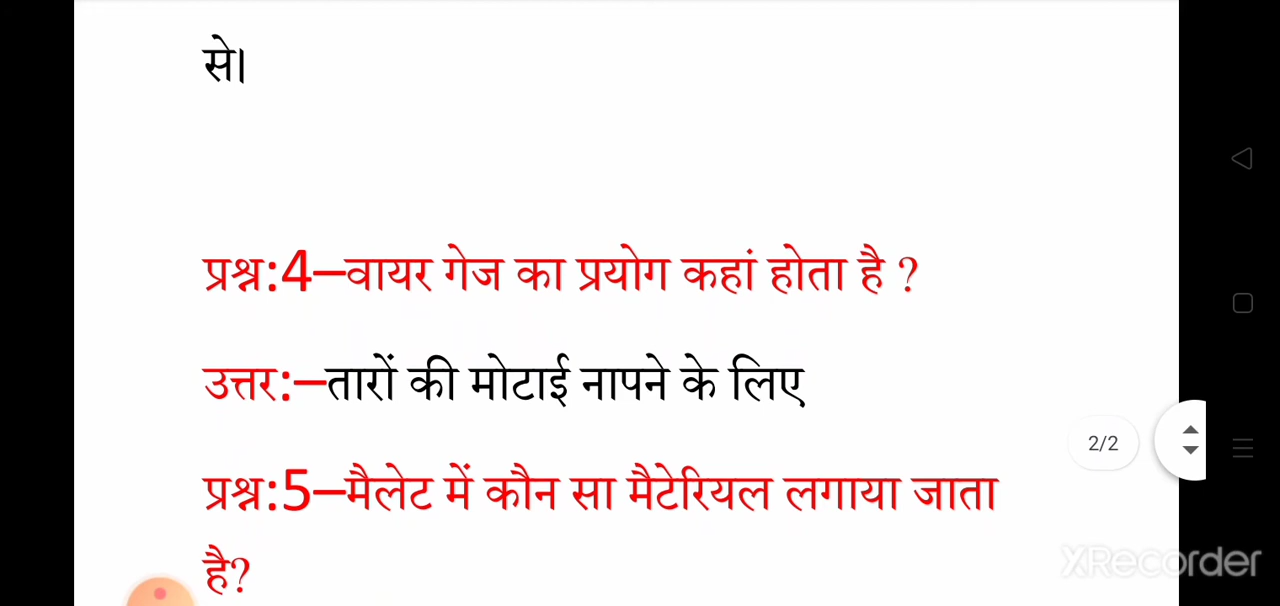 से।
प्रश्न:4–वायर गेज का प्रयोग कहां होता है ?
उत्तर:–तारों की मोटाई नापने के लिए
2/2
प्रश्न:5–मैलेट में कौन सा मैटेरियल लगाया जाता
है?
XRecorder